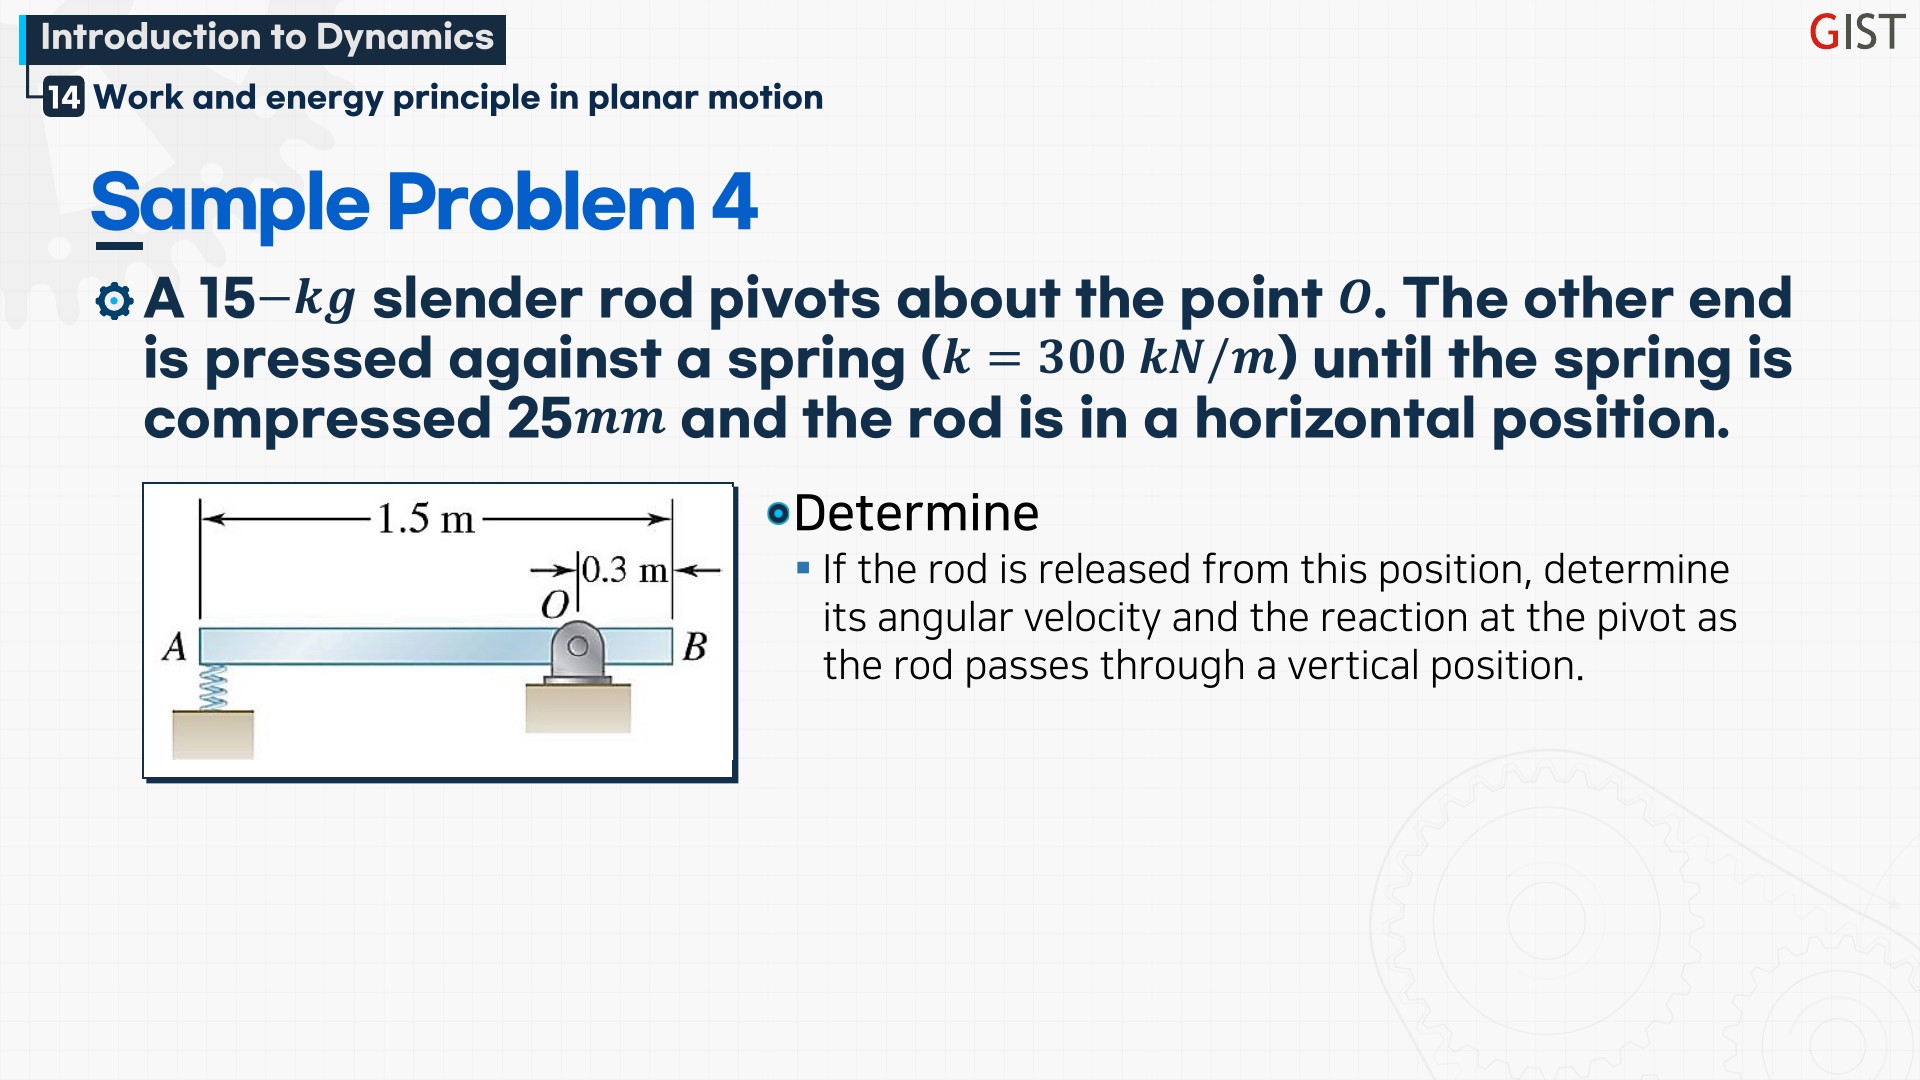 Introduction to Dynamics
GIST
14 Work and energy principle in planar motion
Sample Problem 4
A 15−kg slender rod pivots about the point O. The other end
is pressed against a spring (k = 300 kN/m) until the spring is
compressed 25mm and the rod is in a horizontal position.
1.5 m
0.3 m
O
A
B
Determine
If the rod is released from this position, determine
its angular velocity and the reaction at the pivot as
the rod passes through a vertical position.